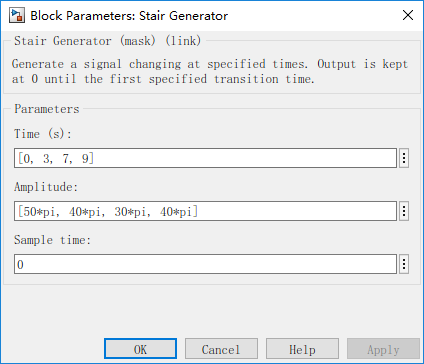 Block Parameters: Stair Generator
Stair Generator (mask) (link)
Generate a signal changing at specified times. Output is kept
at 0 until the first specified transition time.
Parameters
Time (s):
[0, 3, 7, 9]
Amplitude:
[50*pi, 40*pi, 30*pi, 40*pi]
Sample time:
0
OK Cancel Help Apply